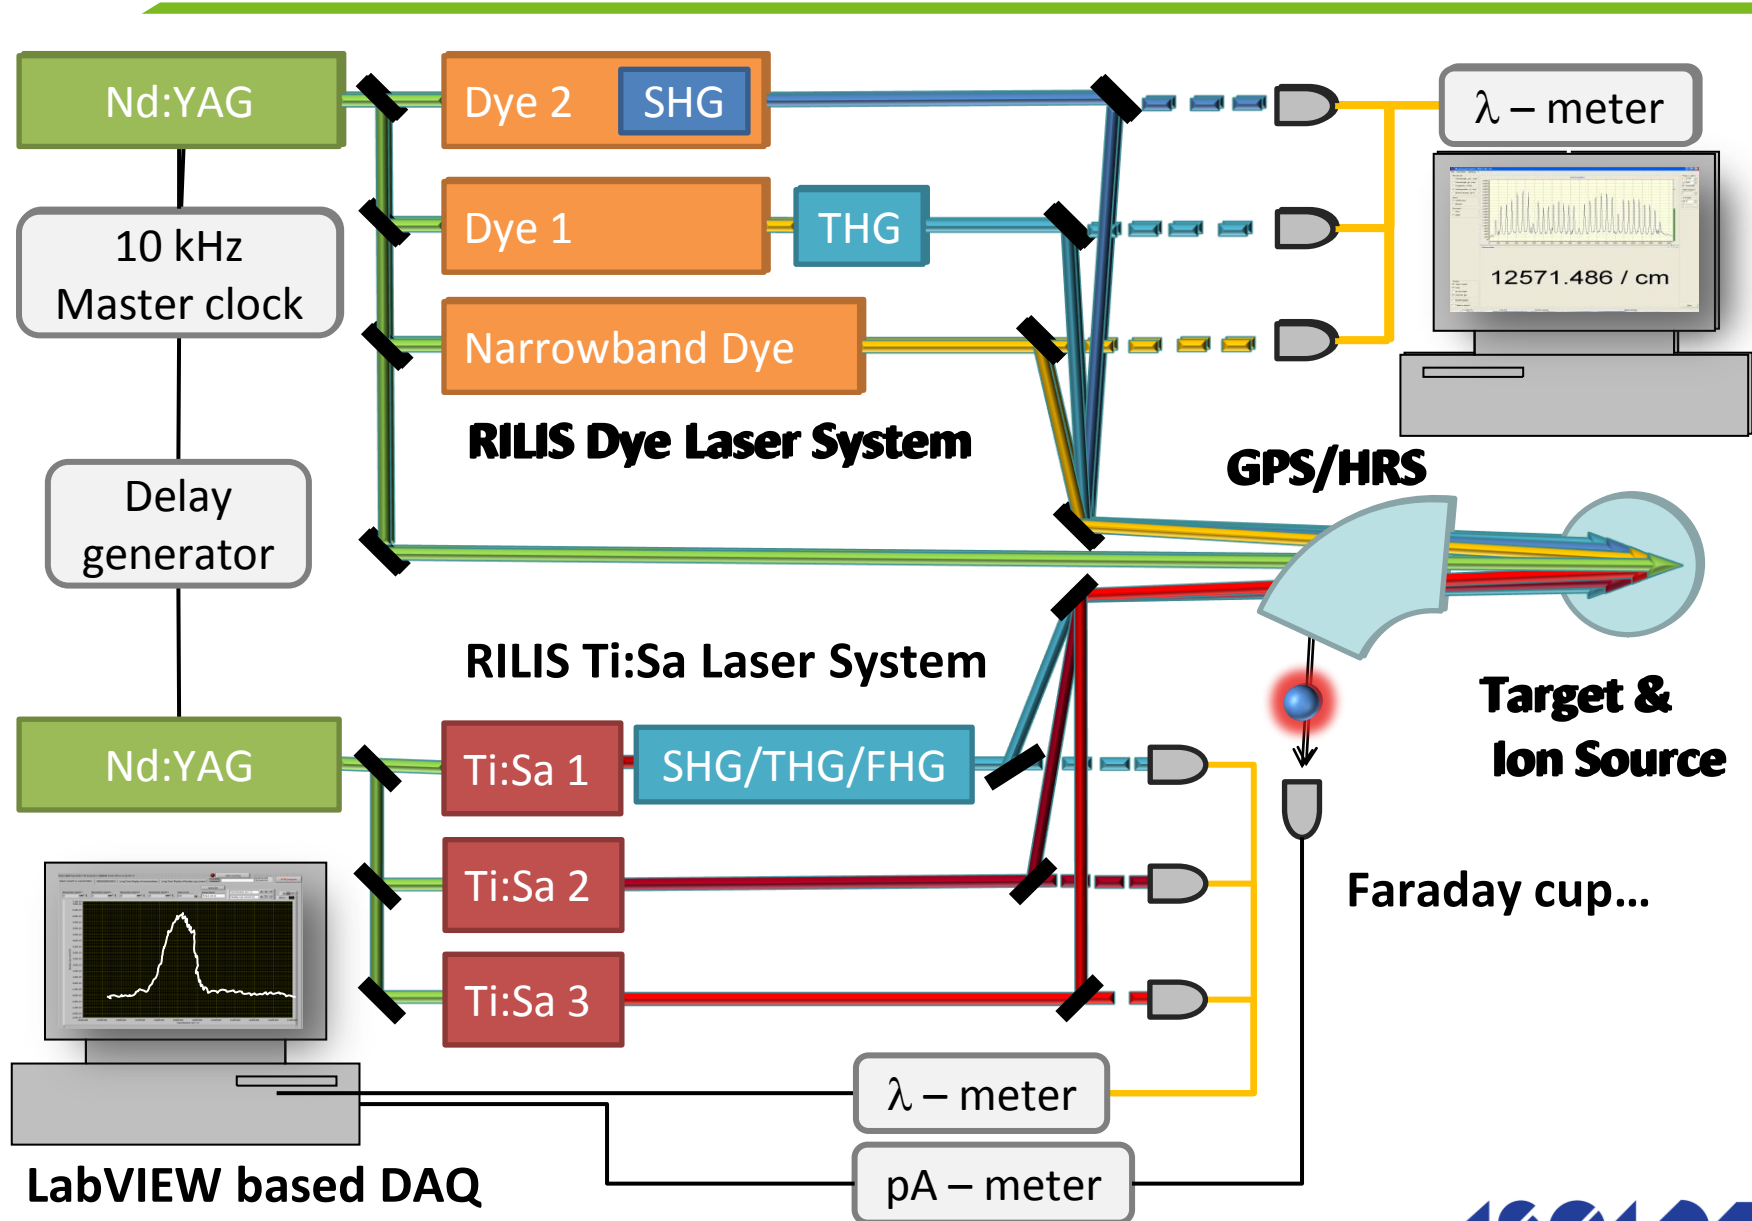 Nd:YAG
Dye 2
SHG
λ – meter
10 kHz
Master clock
Dye 1
THG
12571.486 / cm
Narrowband Dye
RILIS Dye Laser System
GPS/HRS
Delay
generator
RILIS Ti:Sa Laser System
Target &
Ion Source
Nd:YAG
Ti:Sa 1
SHG/THG/FHG
Ti:Sa 2
Faraday cup...
Ti:Sa 3
λ – meter
LabVIEW based DAQ
pA – meter